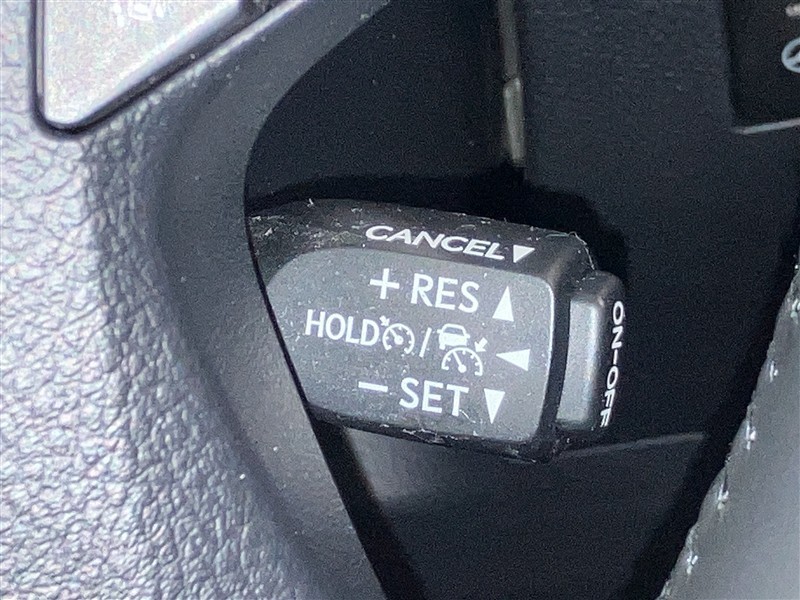 CANCEL▼
+ RES ▲
HOLD / ◄
− SET ▼
ON-OFF